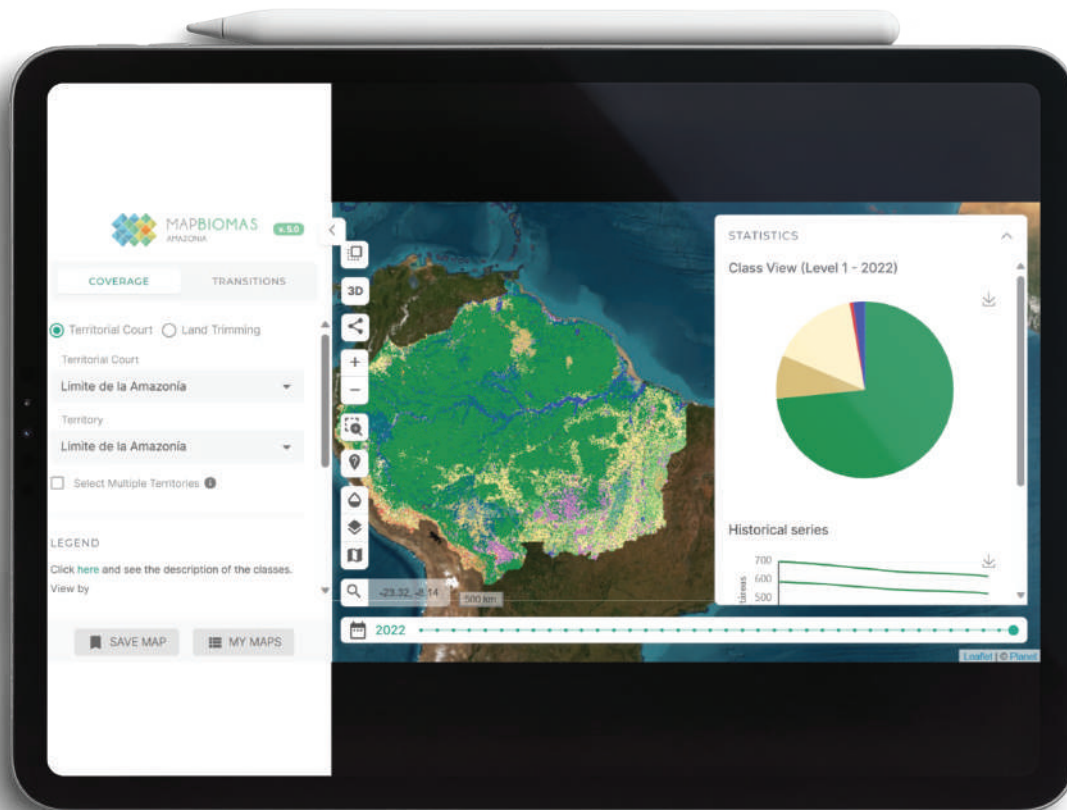 MAPBIOMAS
AMAZONIA
v. 5.0
COVERAGE
TRANSITIONS
Territorial Court
Land Trimming
Territorial Court
Limite de la Amazonía
Territory
Limite de la Amazonía
Select Multiple Territories
LEGEND
Click here and see the description of the classes.
View by
SAVE MAP
MY MAPS
3D
-23.32, -8.14
500 km
2022
STATISTICS
Class View (Level 1 - 2022)
Historical series
700
600
500
Leaflet | © Planet